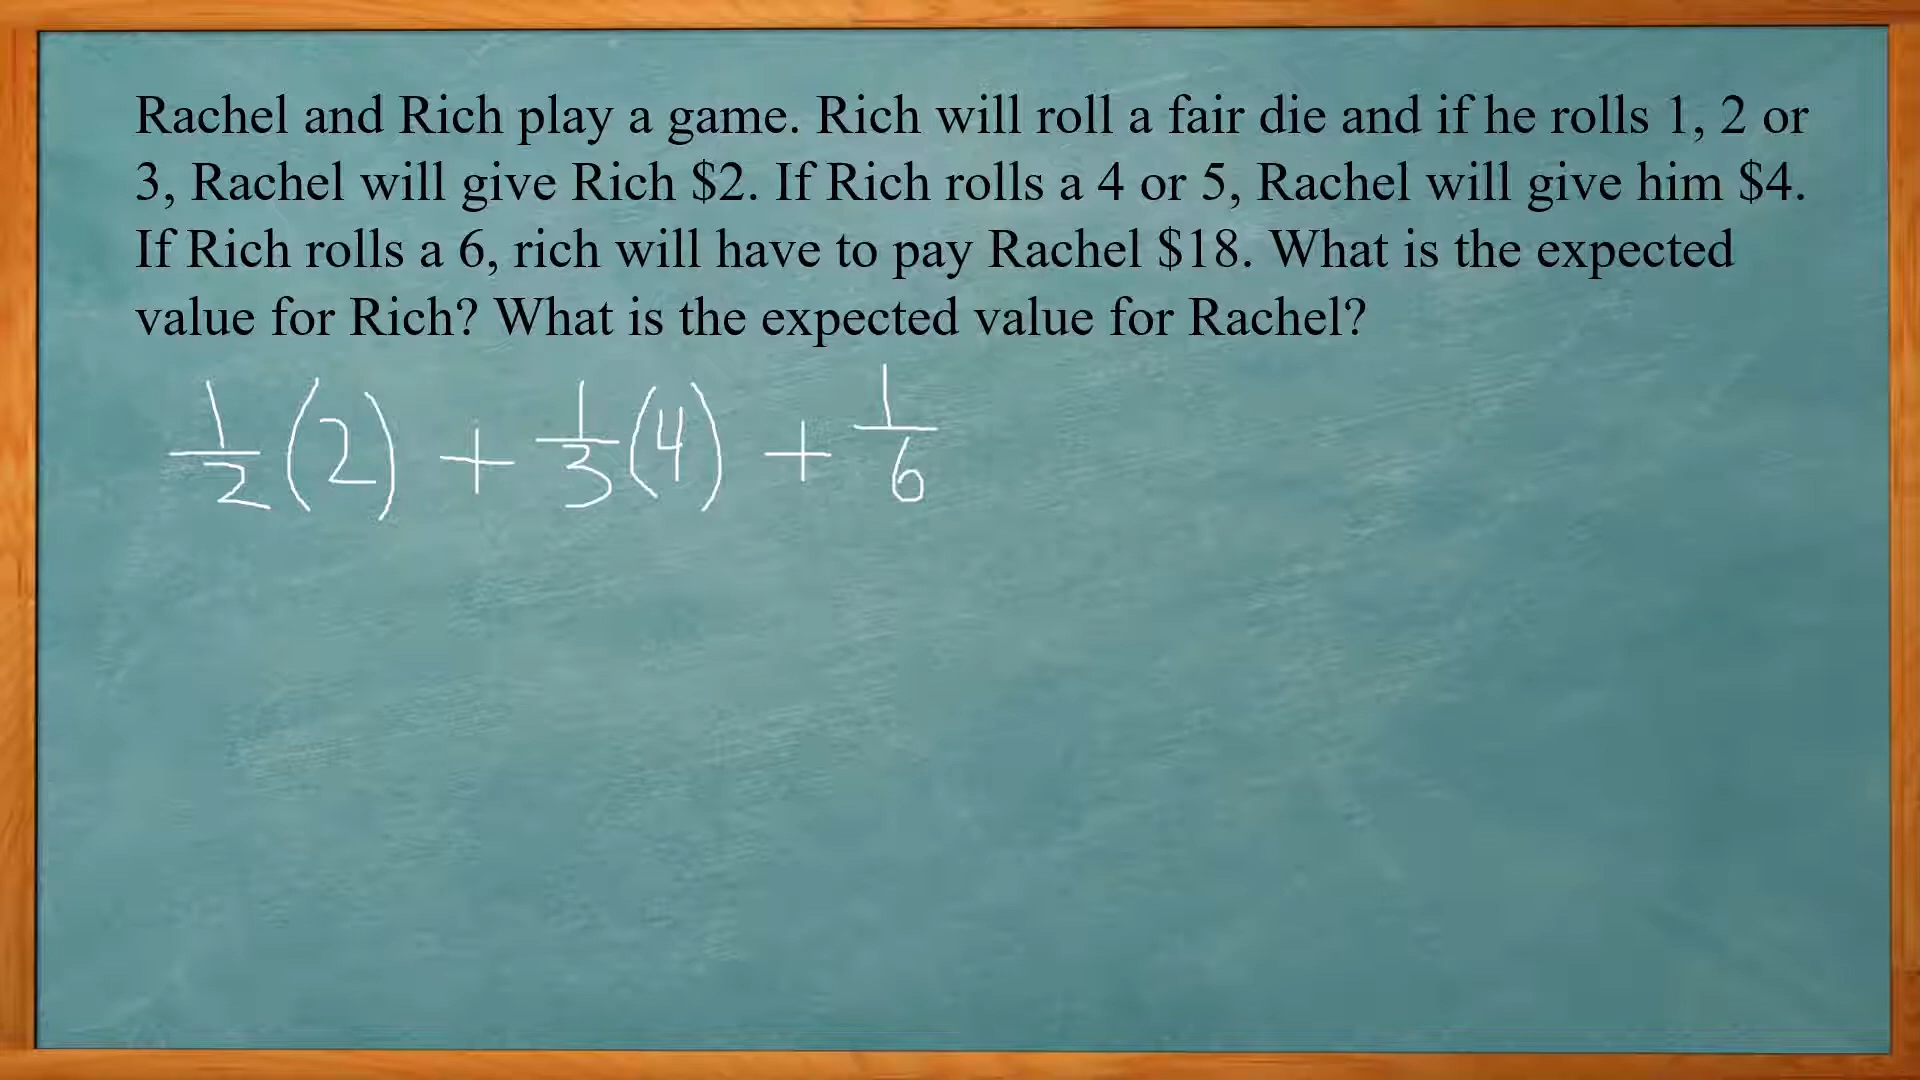 Rachel and Rich play a game. Rich will roll a fair die and if he rolls 1, 2 or
3, Rachel will give Rich $2. If Rich rolls a 4 or 5, Rachel will give him $4.
If Rich rolls a 6, rich will have to pay Rachel $18. What is the expected
value for Rich? What is the expected value for Rachel?
1/2 (2) + 1/3 (4) + 1/6